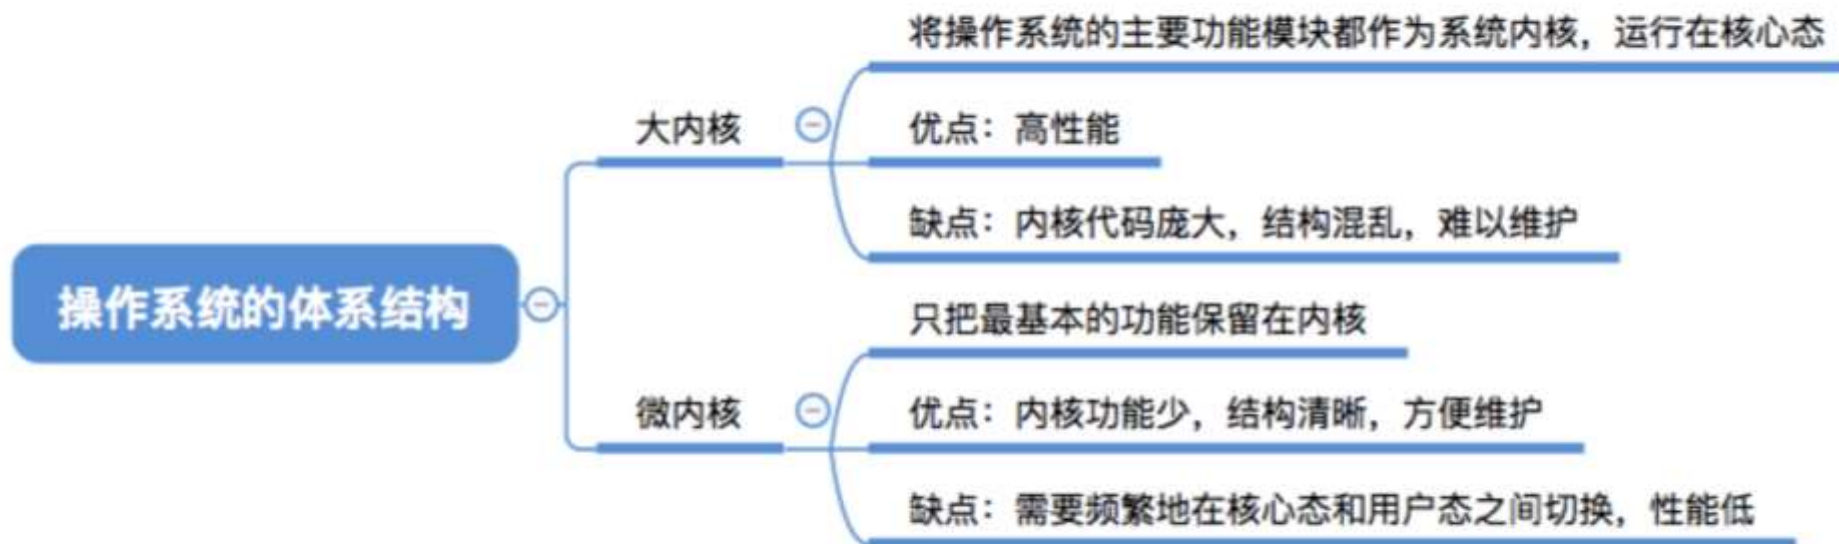 操作系统的体系结构
大内核
将操作系统的主要功能模块都作为系统内核，运行在核心态
优点：高性能
缺点：内核代码庞大，结构混乱，难以维护
微内核
只把最基本的功能保留在内核
优点：内核功能少，结构清晰，方便维护
缺点：需要频繁地在核心态和用户态之间切换，性能低